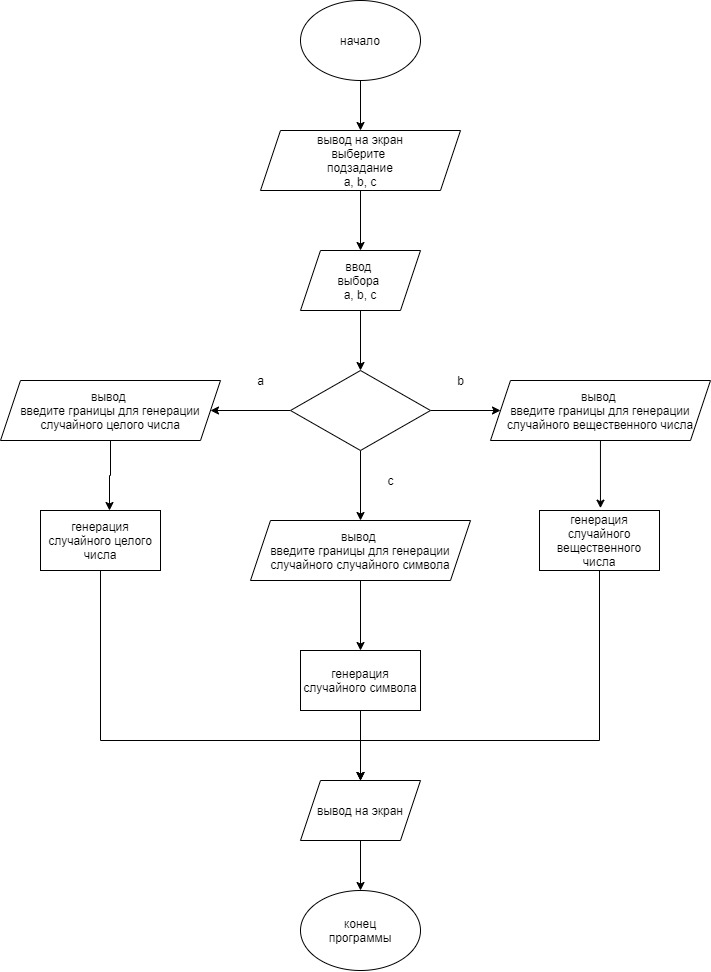 начало
вывод на экран
выберите
подзадание
a, b, c
ввод
выбора
a, b, c
a
b
вывод
введите границы для генерации
случайного целого числа
вывод
введите границы для генерации
случайного вещественного числа
c
генерация
случайного целого
числа
вывод
введите границы для генерации
случайного случайного символа
генерация
случайного
вещественного
числа
генерация
случайного символа
вывод на экран
конец
программы